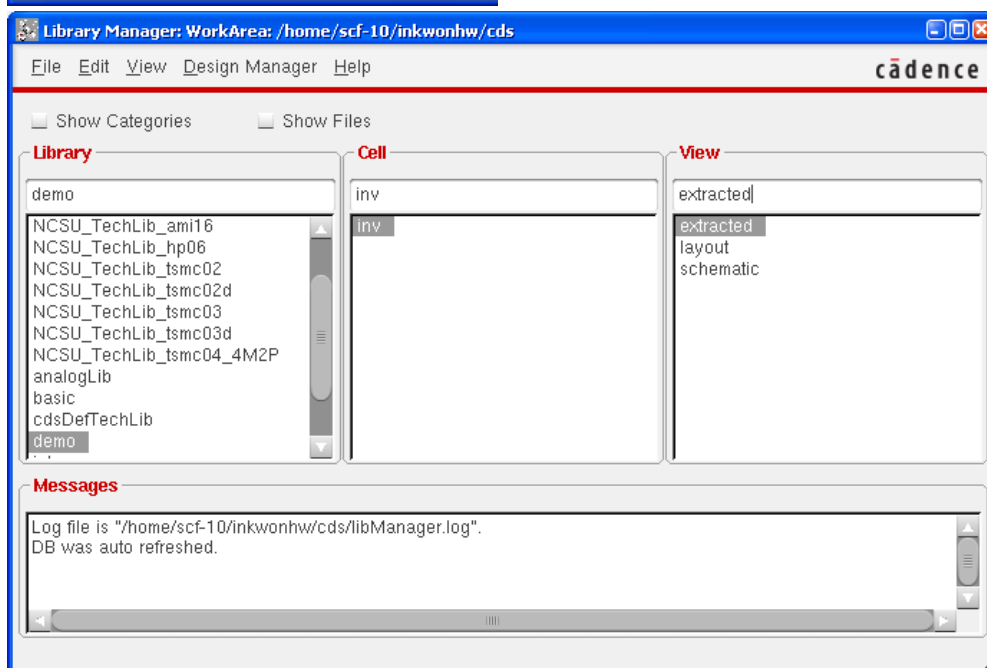 Library Manager: WorkArea: /home/scf-10/inkwonhw/cds
File Edit View Design Manager Help
cādence
Show Categories Show Files
Library
demo
NCSU_TechLib_ami16
NCSU_TechLib_hp06
NCSU_TechLib_tsmc02
NCSU_TechLib_tsmc02d
NCSU_TechLib_tsmc03
NCSU_TechLib_tsmc03d
NCSU_TechLib_tsmc04_4M2P
analogLib
basic
cdsDefTechLib
demo
Cell
inv
inv
View
extracted
extracted
layout
schematic
Messages
Log file is "/home/scf-10/inkwonhw/cds/libManager.log".
DB was auto refreshed.